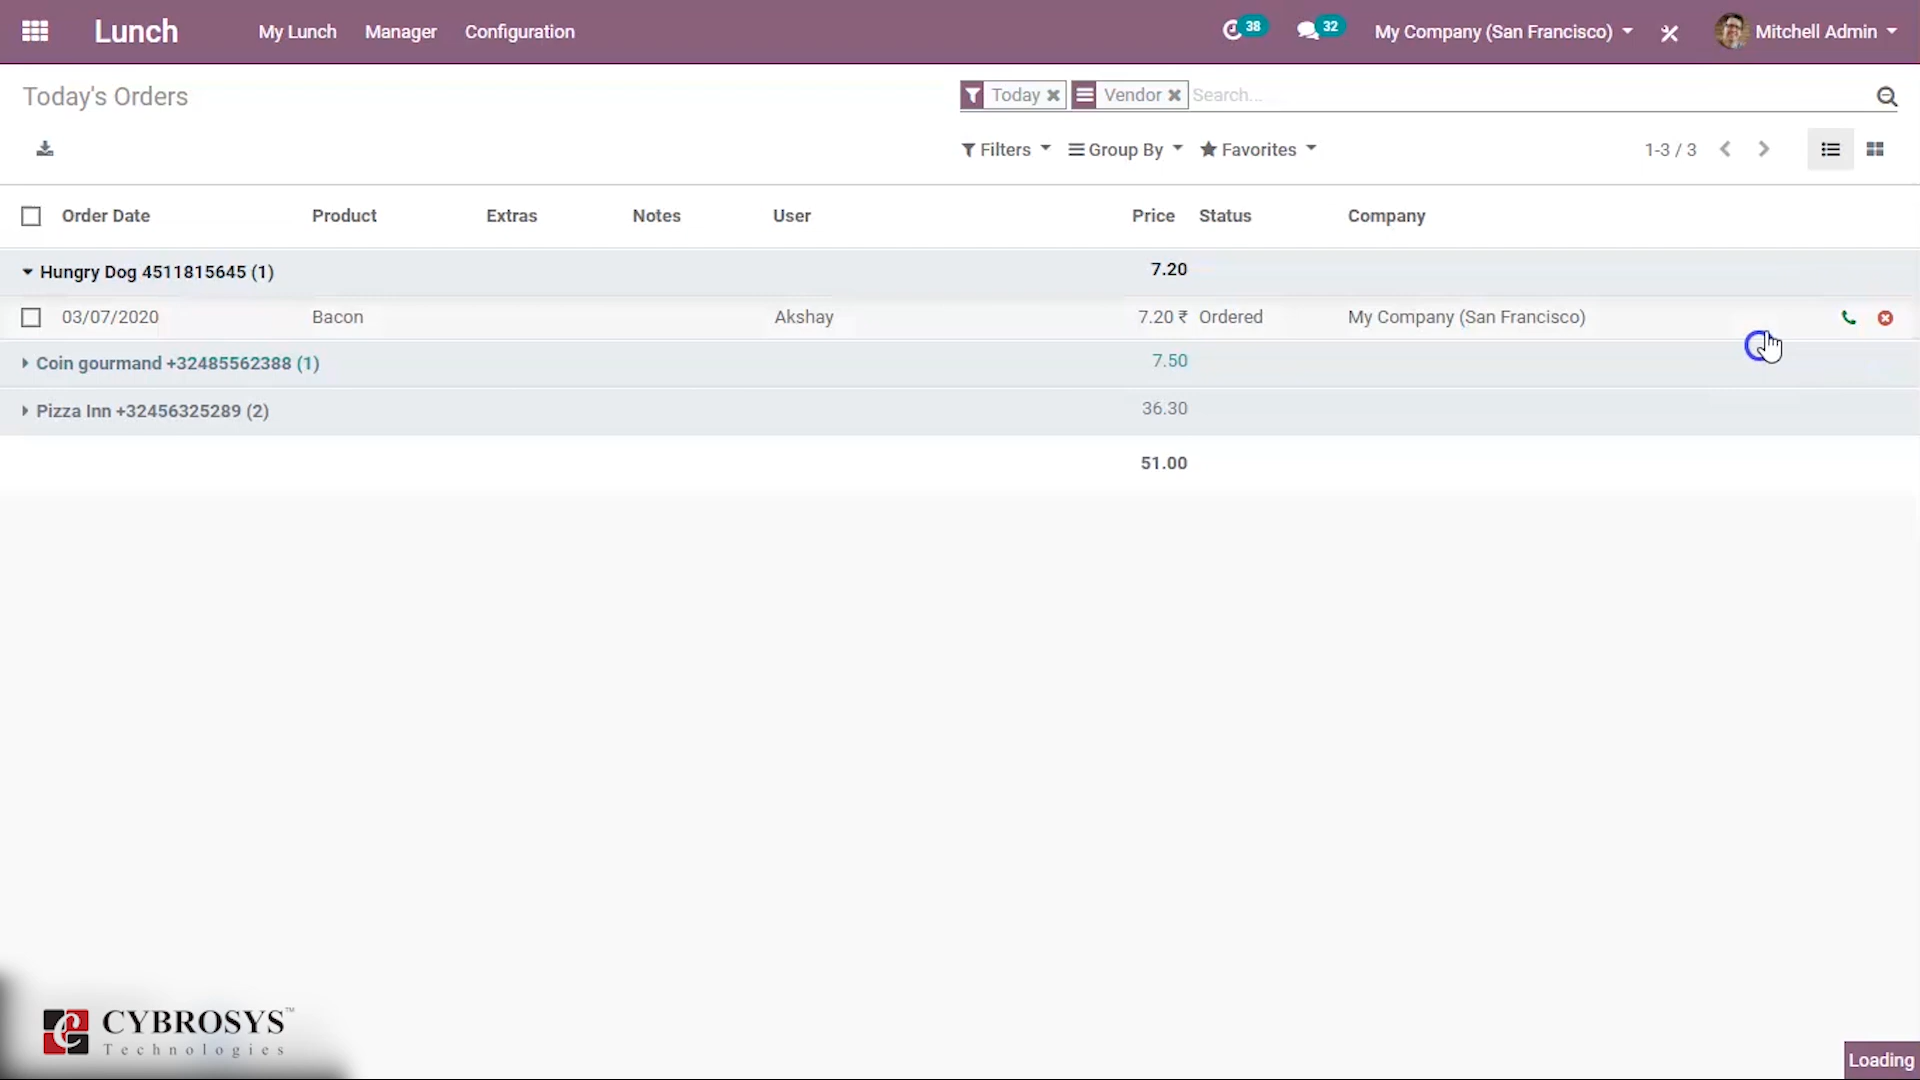 Lunch My Lunch Manager Configuration 38 32 My Company (San Francisco) Mitchell Admin
Today's Orders Today Vendor Search...
Filters Group By Favorites 1-3 / 3
Order Date Product Extras Notes User Price Status Company
Hungry Dog 4511815645 (1) 7.20
03/07/2020 Bacon Akshay 7.20 ₹ Ordered My Company (San Francisco)
Coin gourmand +32485562388 (1) 7.50
Pizza Inn +32456325289 (2) 36.30
51.00
CYBROSYS™
Technologies
Loading